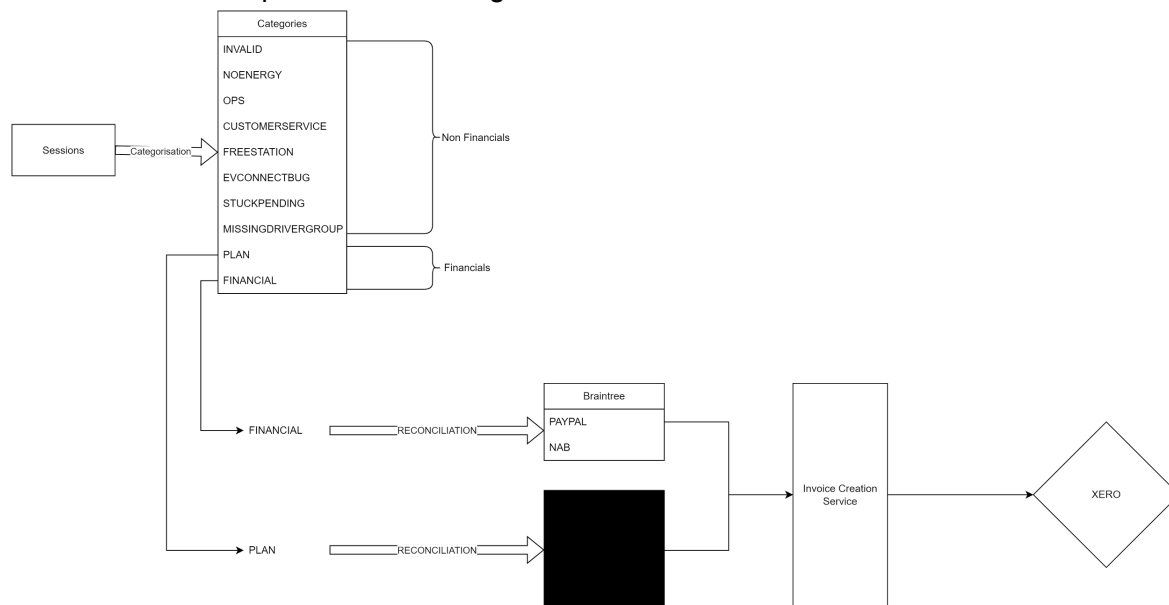 Categories
INVALID
NOENERGY
OPS
CUSTOMERSERVICE
FREESTATION
EVCONNECTBUG
STUCKPENDING
MISSINGDRIVERGROUP
PLAN
FINANCIAL
Sessions
Categorisation
Non Financials
Financials
Braintree
PAYPAL
NAB
FINANCIAL
RECONCILIATION
PLAN
RECONCILIATION
Invoice Creation
Service
XERO